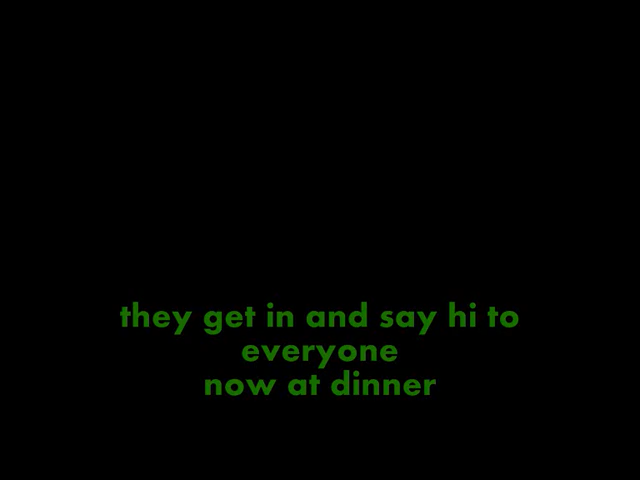 they get in and say hi to
everyone
now at dinner